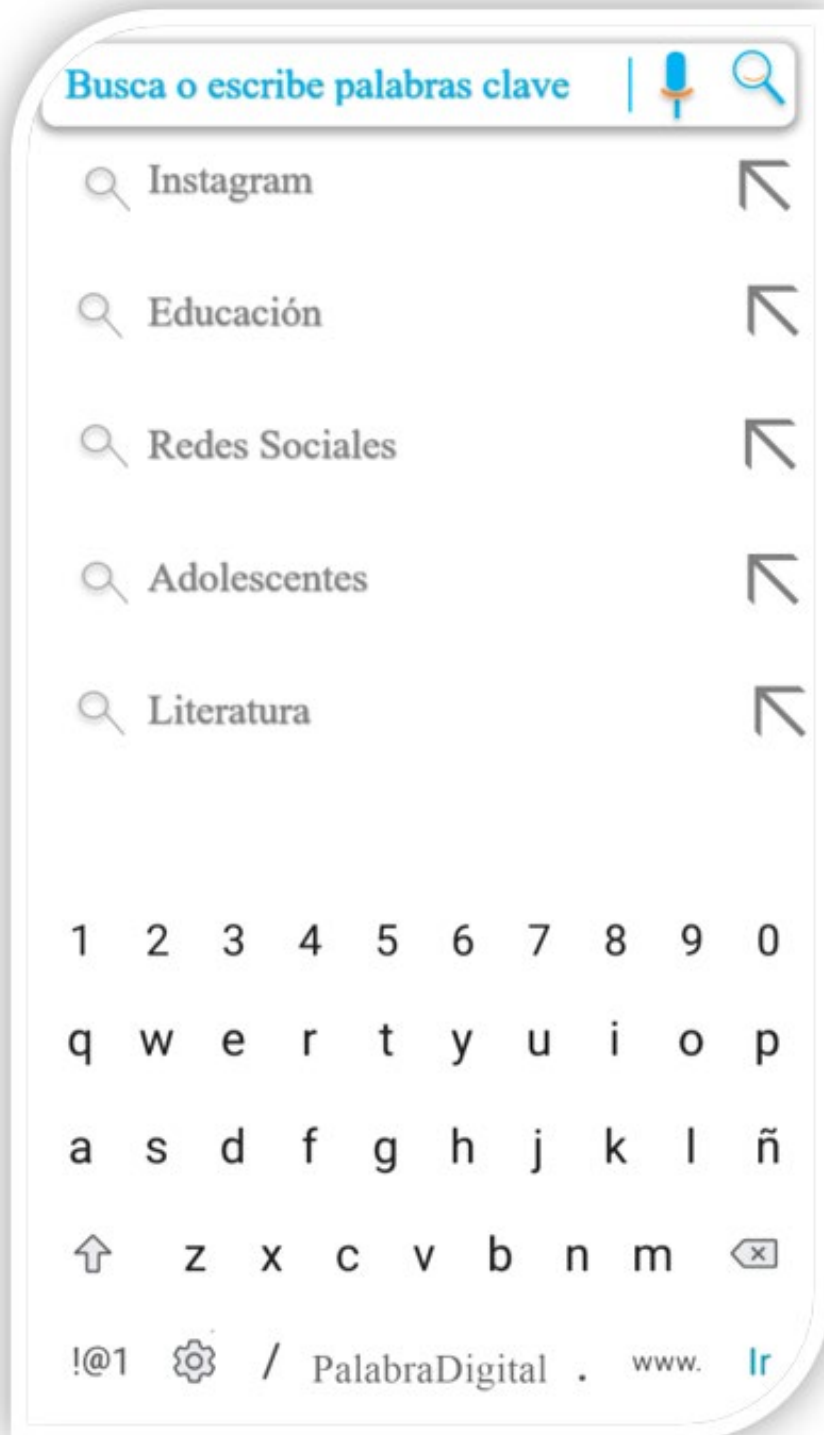 Busca o escribe palabras clave
Instagram
Educación
Redes Sociales
Adolescentes
Literatura
1 2 3 4 5 6 7 8 9 0
q w e r t y u i o p
a s d f g h j k l ñ
z x c v b n m
!@1 / PalabraDigital . www. Ir